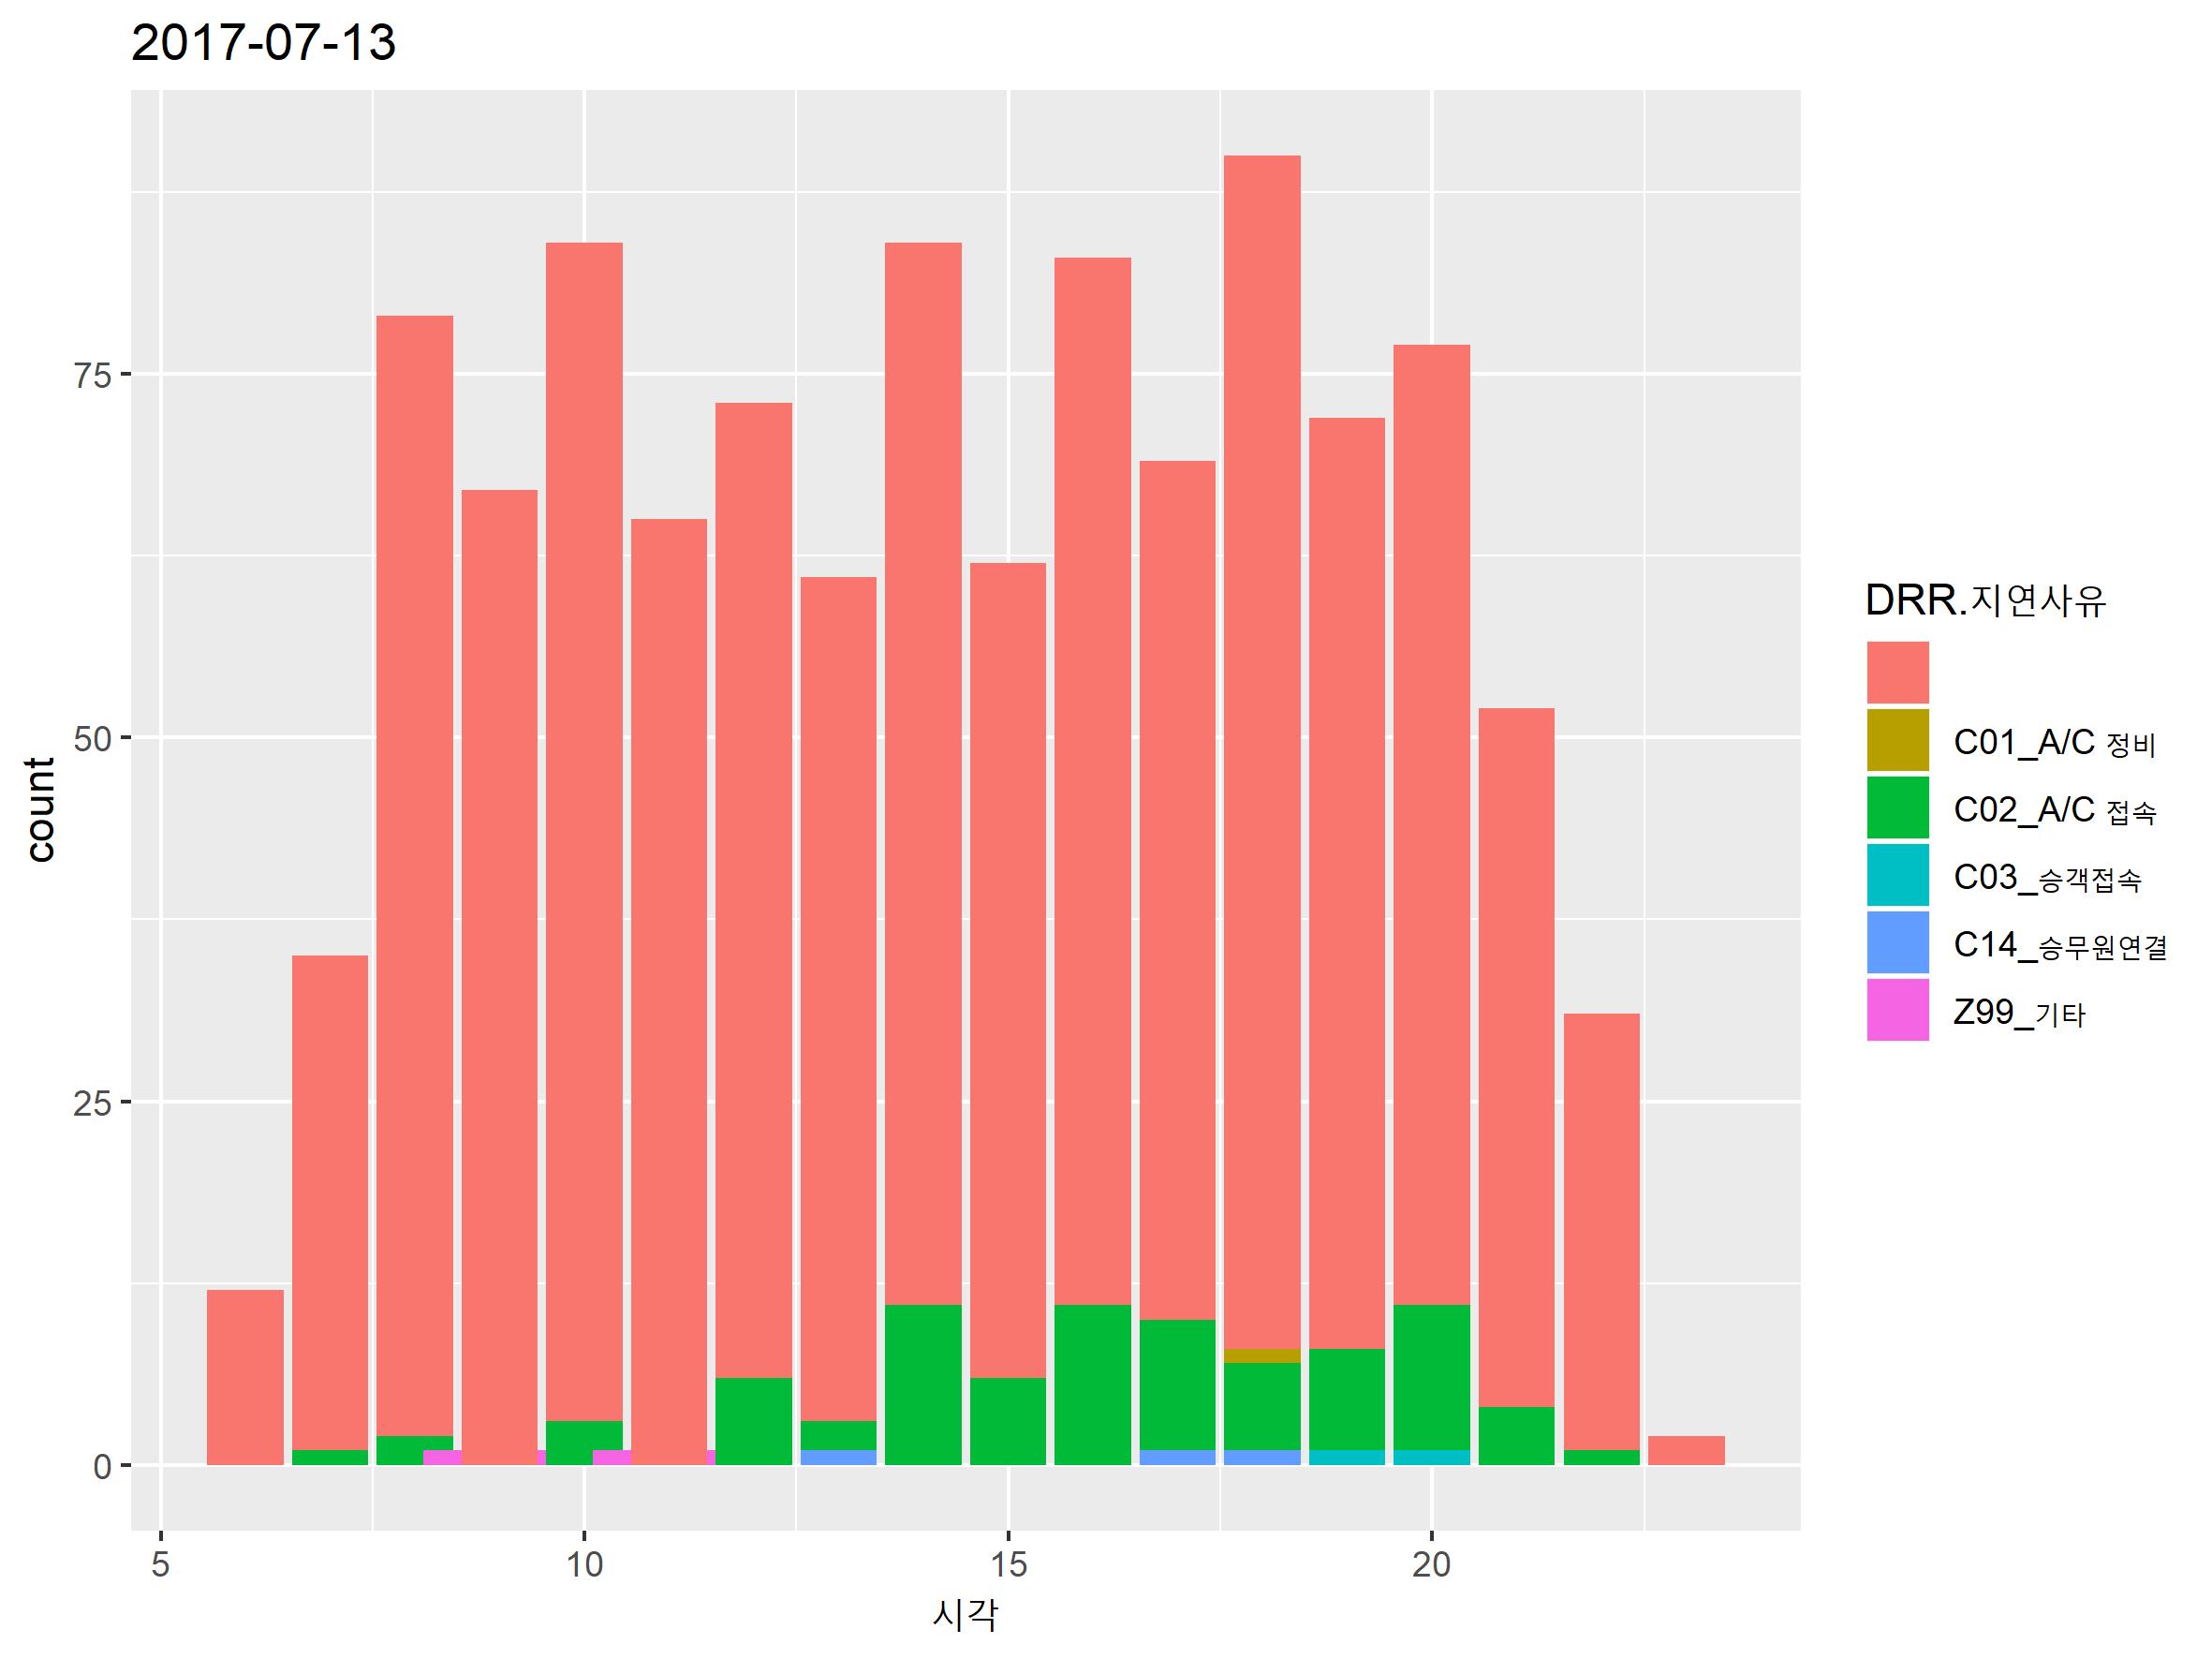 2017-07-13
count
75
50
25
0
5 10 15 20
시각
DRR.지연사유
C01_A/C 정비
C02_A/C 접속
C03_승객접속
C14_승무원연결
Z99_기타